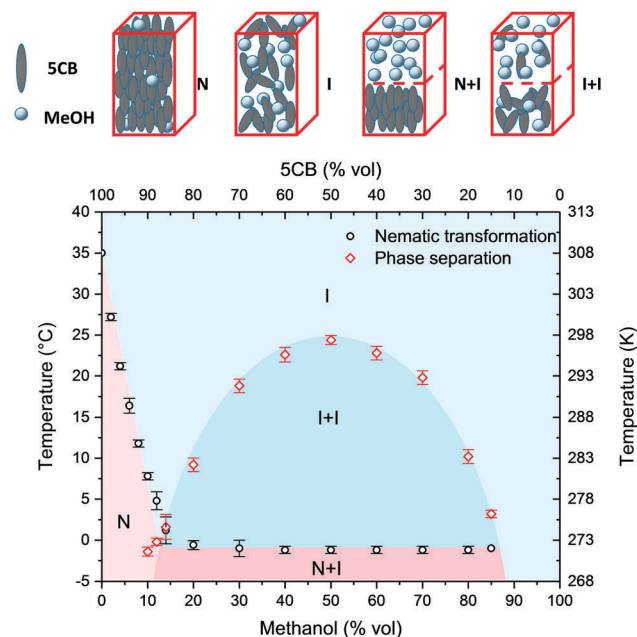 5CB
MeOH
N
I
N+I
I+I
5CB (% vol)
100 90 80 70 60 50 40 30 20 10 0
40 313
35 308
30 303
25 298
20 293
15 288
10 283
5 278
0 273
-5 268
Temperature (°C)
Temperature (K)
Nematic transformation
Phase separation
I
I+I
N
N+I
0 10 20 30 40 50 60 70 80 90 100
Methanol (% vol)